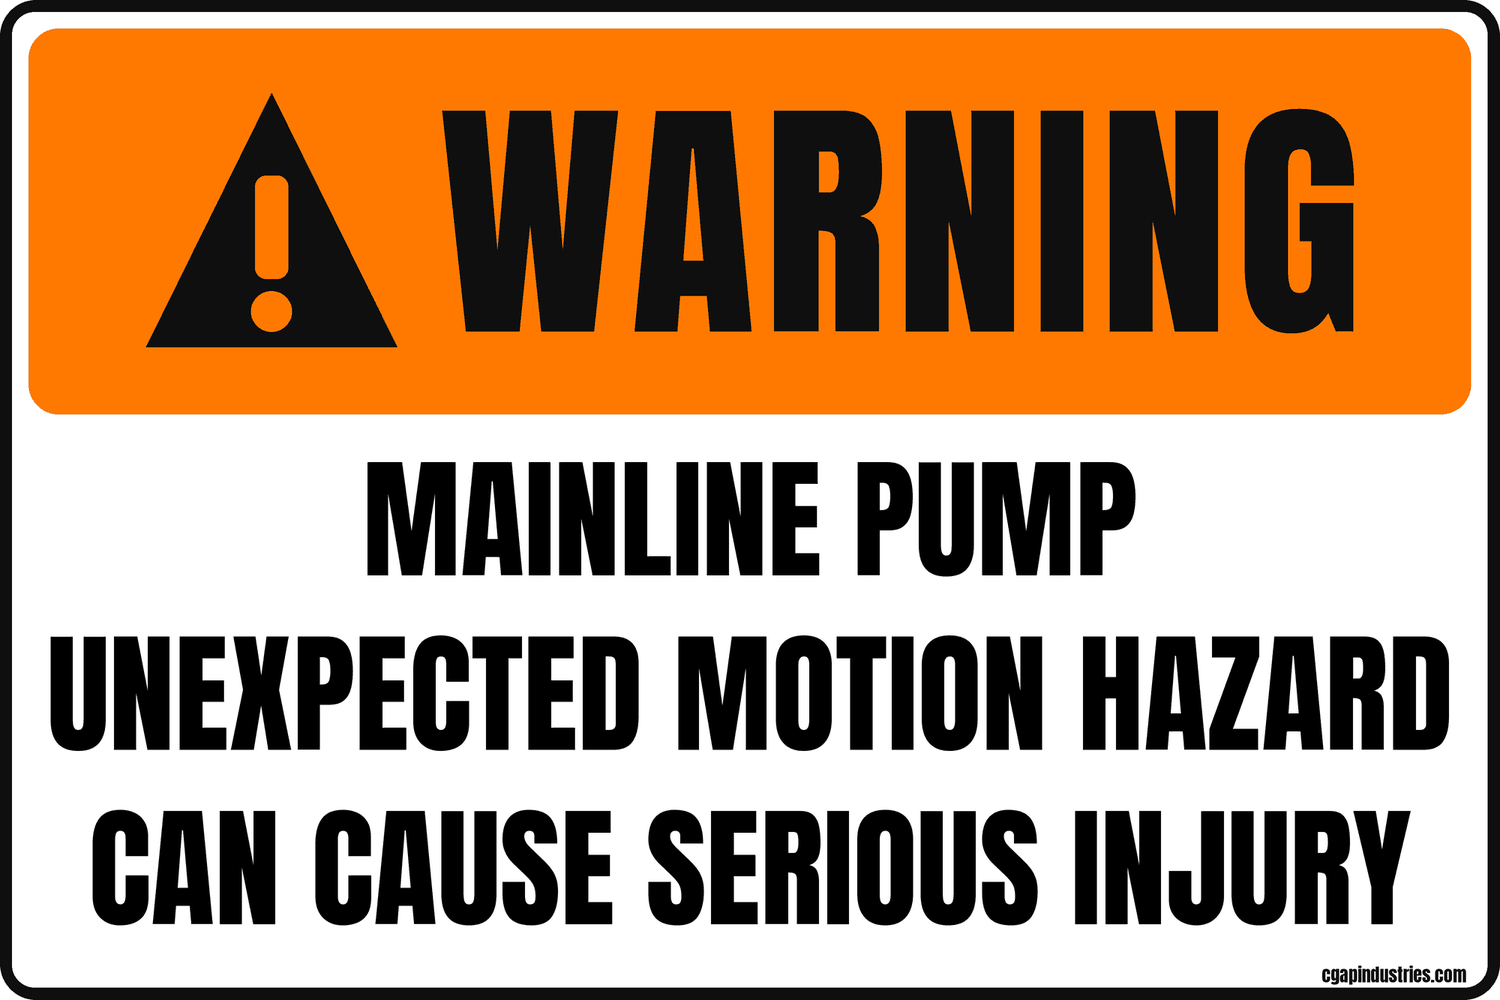 WARNING
MAINLINE PUMP
UNEXPECTED MOTION HAZARD
CAN CAUSE SERIOUS INJURY
cgapindustries.com